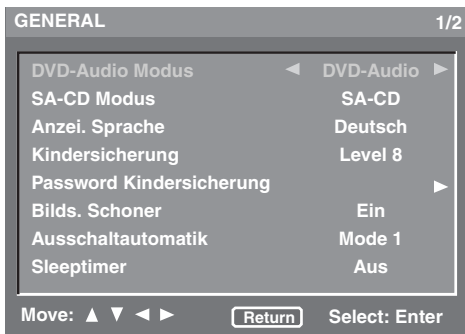 GENERAL 1/2
DVD-Audio Modus ◀ DVD-Audio ▶
SA-CD Modus SA-CD
Anzei. Sprache Deutsch
Kindersicherung Level 8
Password Kindersicherung ▶
Bilds. Schoner Ein
Ausschaltautomatik Mode 1
Sleeptimer Aus
Move: ▲ ▼ ◀ ▶ Return Select: Enter